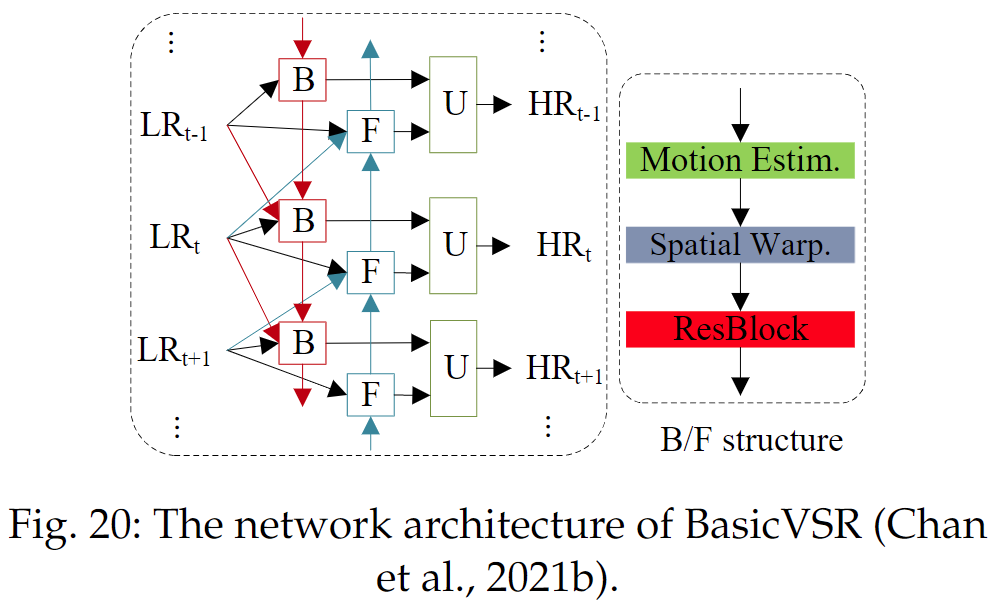 ⋮ ⋮
B
U
HR_{t-1}
LR_{t-1}
F
B
U
LR_t
HR_t
F
B
U
LR_{t+1}
HR_{t+1}
F
⋮ ⋮
Motion Estim.
Spatial Warp.
ResBlock
B/F structure
Fig. 20: The network architecture of BasicVSR (Chan
et al., 2021b).